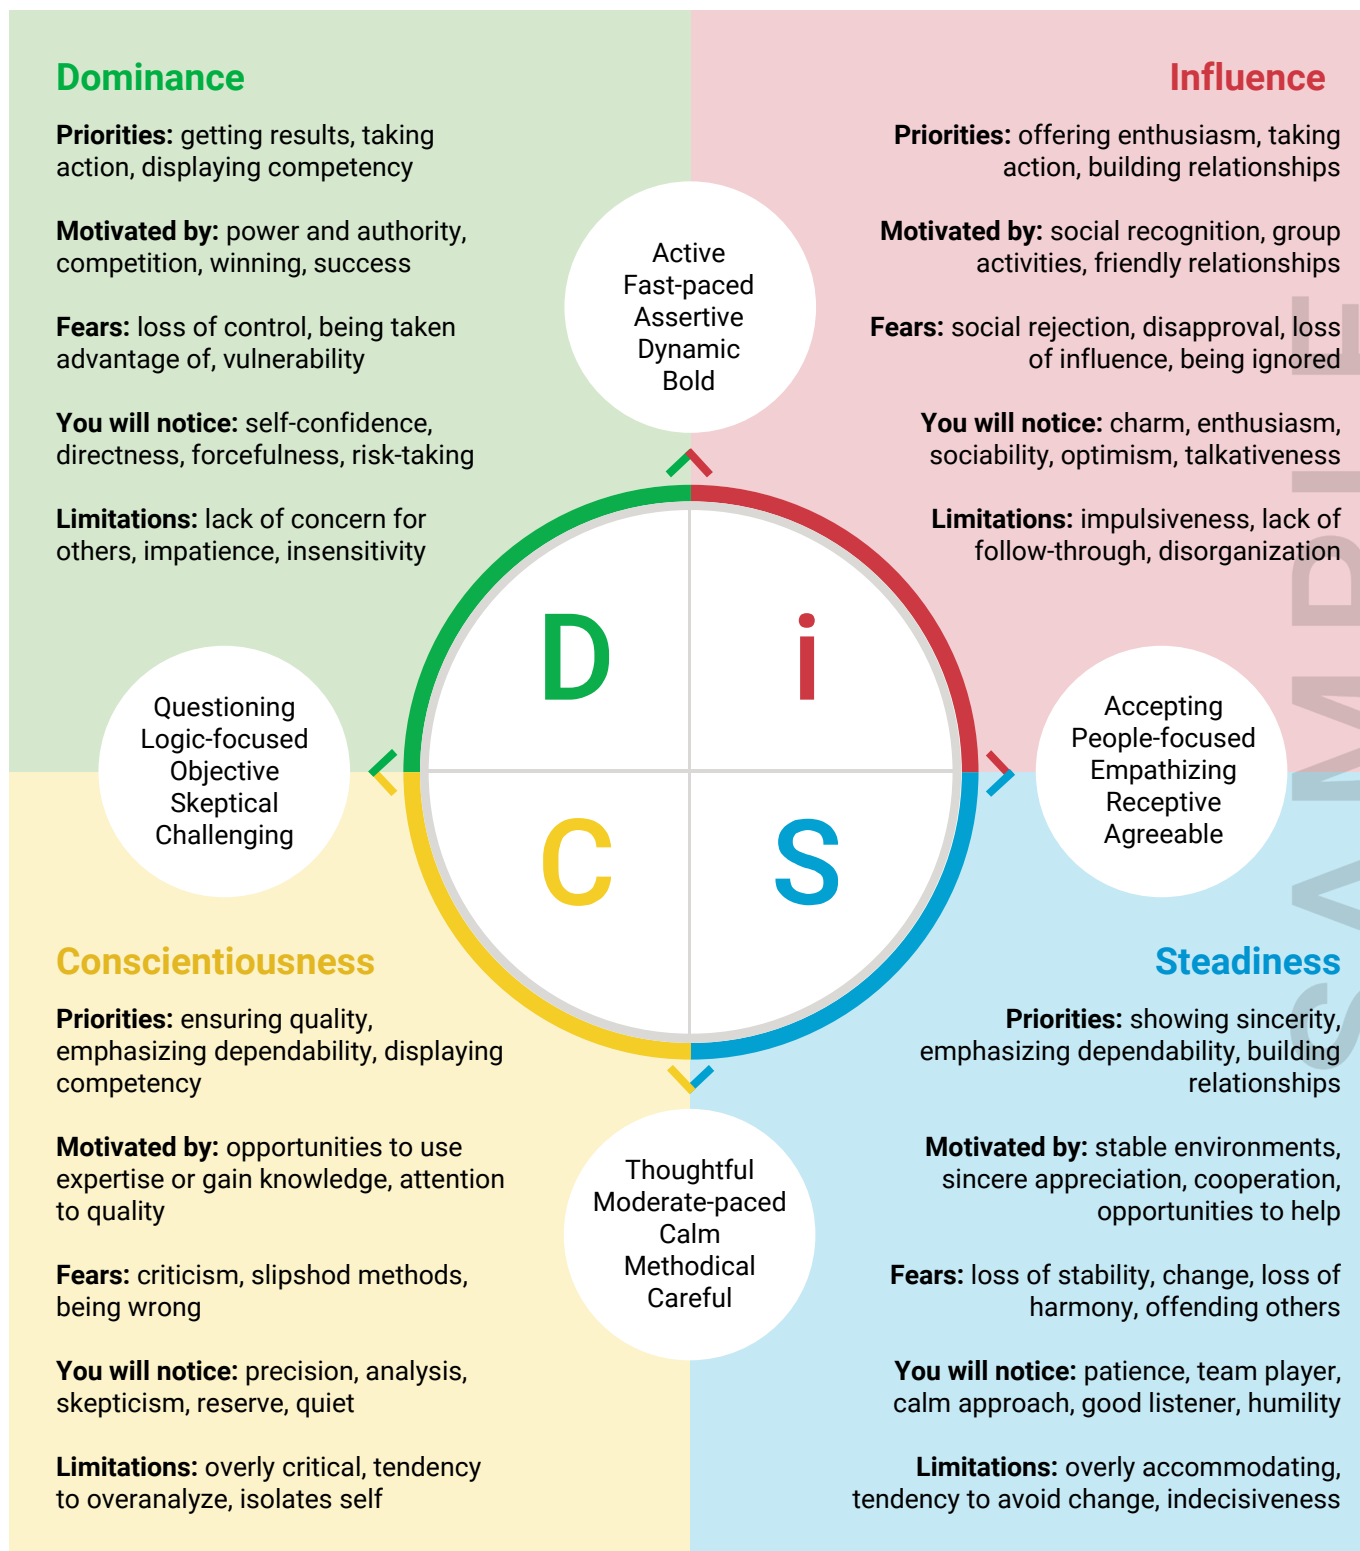 Dominance
Priorities: getting results, taking
action, displaying competency
Motivated by: power and authority,
competition, winning, success
Fears: loss of control, being taken
advantage of, vulnerability
You will notice: self-confidence,
directness, forcefulness, risk-taking
Limitations: lack of concern for
others, impatience, insensitivity
Influence
Priorities: offering enthusiasm, taking
action, building relationships
Motivated by: social recognition, group
activities, friendly relationships
Fears: social rejection, disapproval, loss
of influence, being ignored
You will notice: charm, enthusiasm,
sociability, optimism, talkativeness
Limitations: impulsiveness, lack of
follow-through, disorganization
Active
Fast-paced
Assertive
Dynamic
Bold
Questioning
Logic-focused
Objective
Skeptical
Challenging
D
i
C
S
Accepting
People-focused
Empathizing
Receptive
Agreeable
Thoughtful
Moderate-paced
Calm
Methodical
Careful
Conscientiousness
Priorities: ensuring quality,
emphasizing dependability, displaying
competency
Motivated by: opportunities to use
expertise or gain knowledge, attention
to quality
Fears: criticism, slipshod methods,
being wrong
You will notice: precision, analysis,
skepticism, reserve, quiet
Limitations: overly critical, tendency
to overanalyze, isolates self
Steadiness
Priorities: showing sincerity,
emphasizing dependability, building
relationships
Motivated by: stable environments,
sincere appreciation, cooperation,
opportunities to help
Fears: loss of stability, change, loss of
harmony, offending others
You will notice: patience, team player,
calm approach, good listener, humility
Limitations: overly accommodating,
tendency to avoid change, indecisiveness
SAMPLE